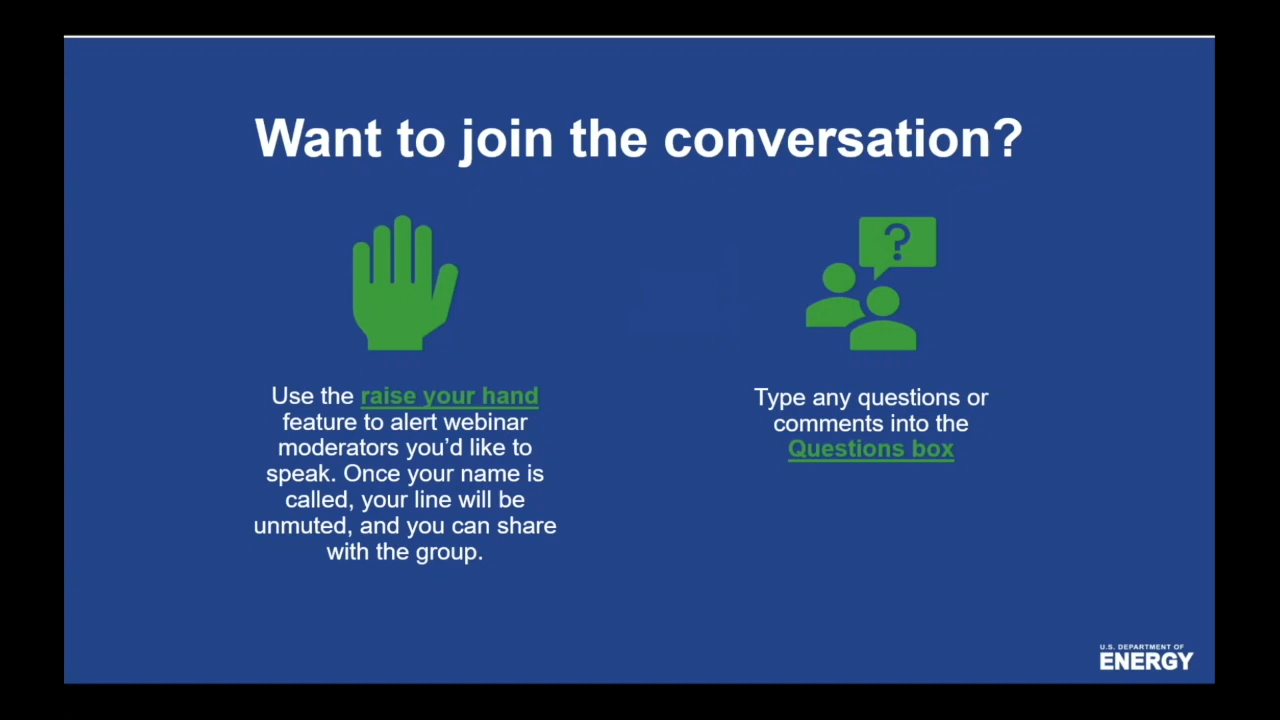 Want to join the conversation?
?
Use the raise your hand
feature to alert webinar
moderators you'd like to
speak. Once your name is
called, your line will be
unmuted, and you can share
with the group.
Type any questions or
comments into the
Questions box
U.S. DEPARTMENT OF
ENERGY